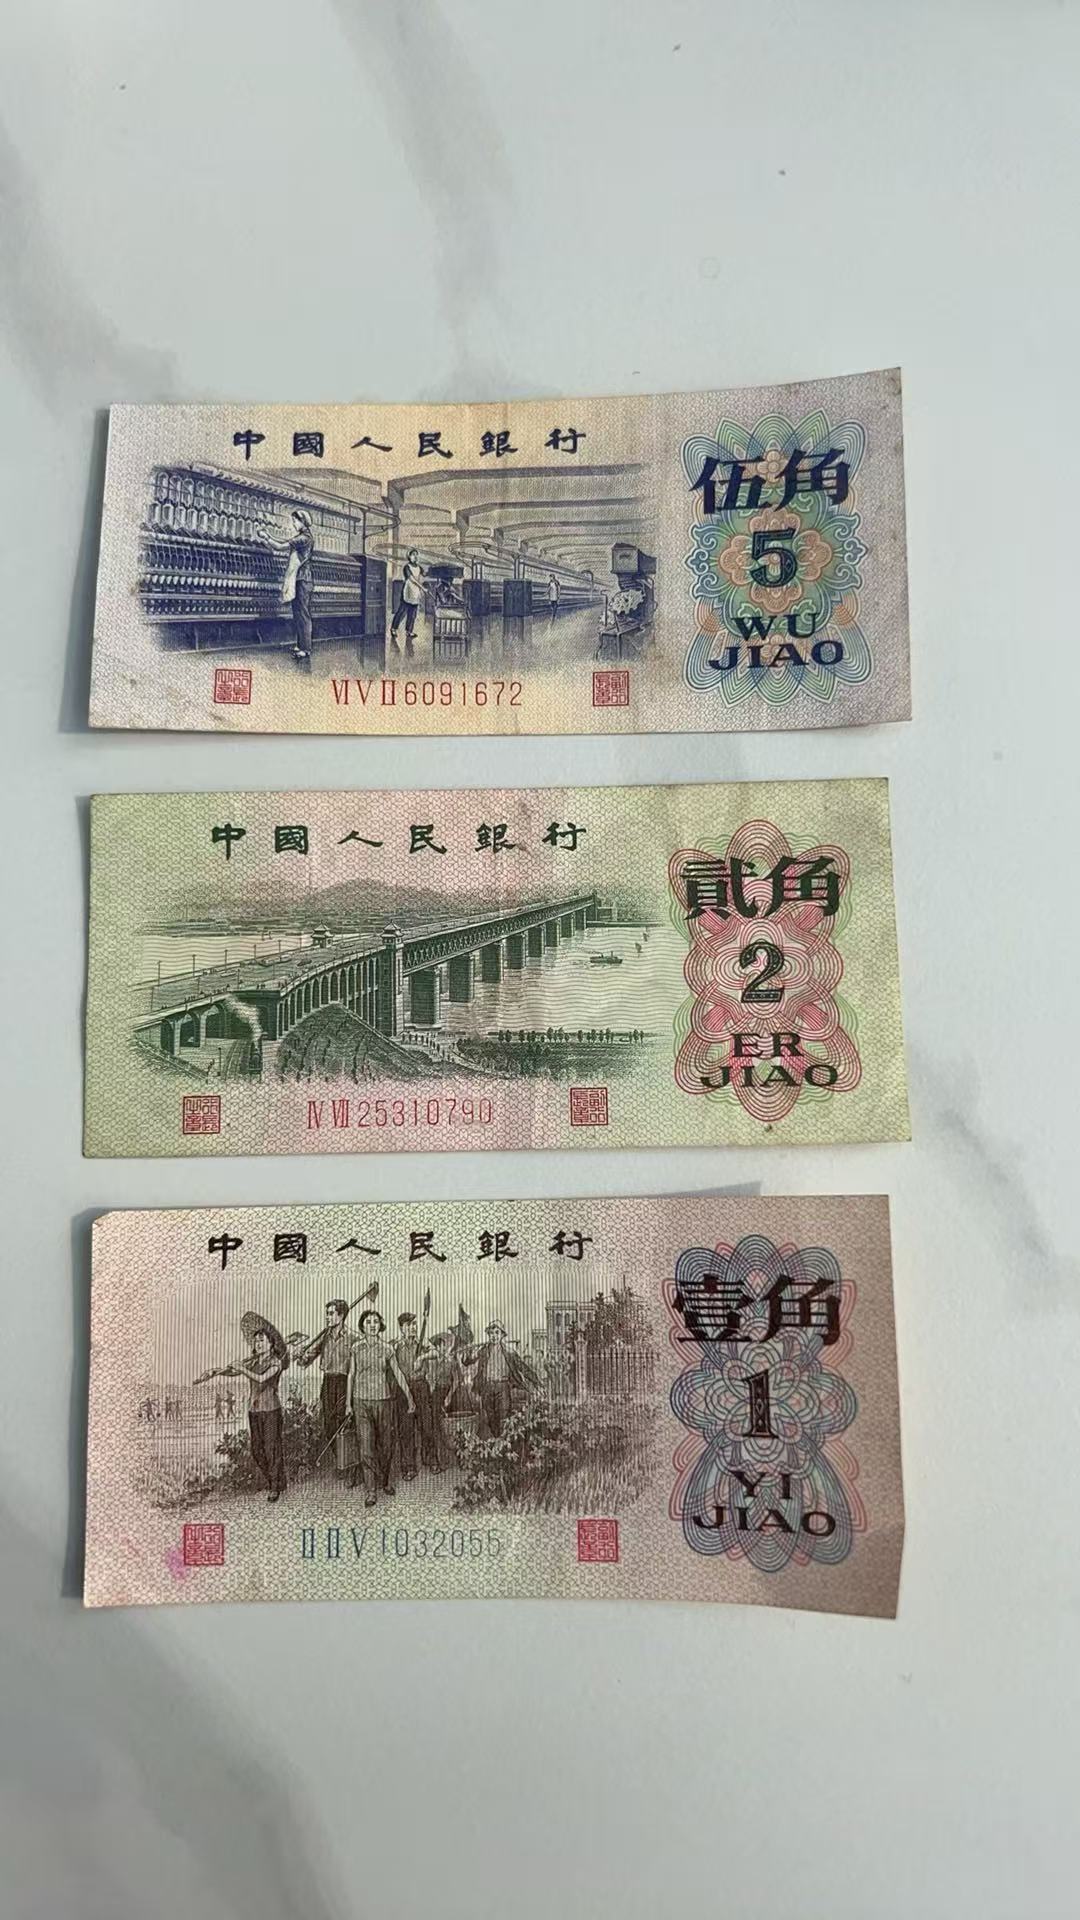 中國人民銀行
伍角
5
WU
JIAO
VI V II 6091672
中國人民銀行
貳角
2
ER
JIAO
IV VII 25310790
中國人民銀行
壹角
1
YI
JIAO
II II V 1032055